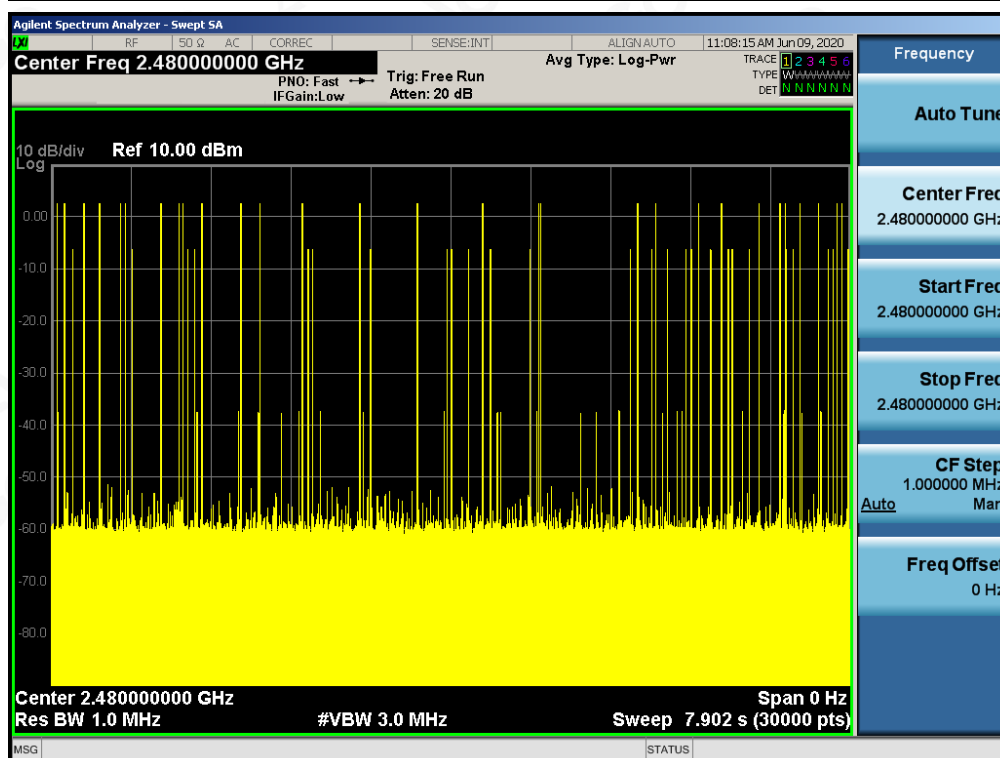 Agilent Spectrum Analyzer - Swept SA
LXI RF 50 Ω AC CORREC SENSE:INT ALIGN AUTO 11:08:15 AM Jun 09, 2020
Center Freq 2.480000000 GHz
PNO: Fast
IFGain:Low
Trig: Free Run
Atten: 20 dB
Avg Type: Log-Pwr
TRACE 1 2 3 4 5 6
TYPE W
DET N N N N N N
Frequency
Auto Tune
Center Freq
2.480000000 GHz
Start Freq
2.480000000 GHz
Stop Freq
2.480000000 GHz
CF Step
1.000000 MHz
Auto Man
Freq Offset
0 Hz
10 dB/div Ref 10.00 dBm
Log
0.00
-10.0
-20.0
-30.0
-40.0
-50.0
-60.0
-70.0
-80.0
Center 2.480000000 GHz Span 0 Hz
Res BW 1.0 MHz #VBW 3.0 MHz Sweep 7.902 s (30000 pts)
MSG STATUS